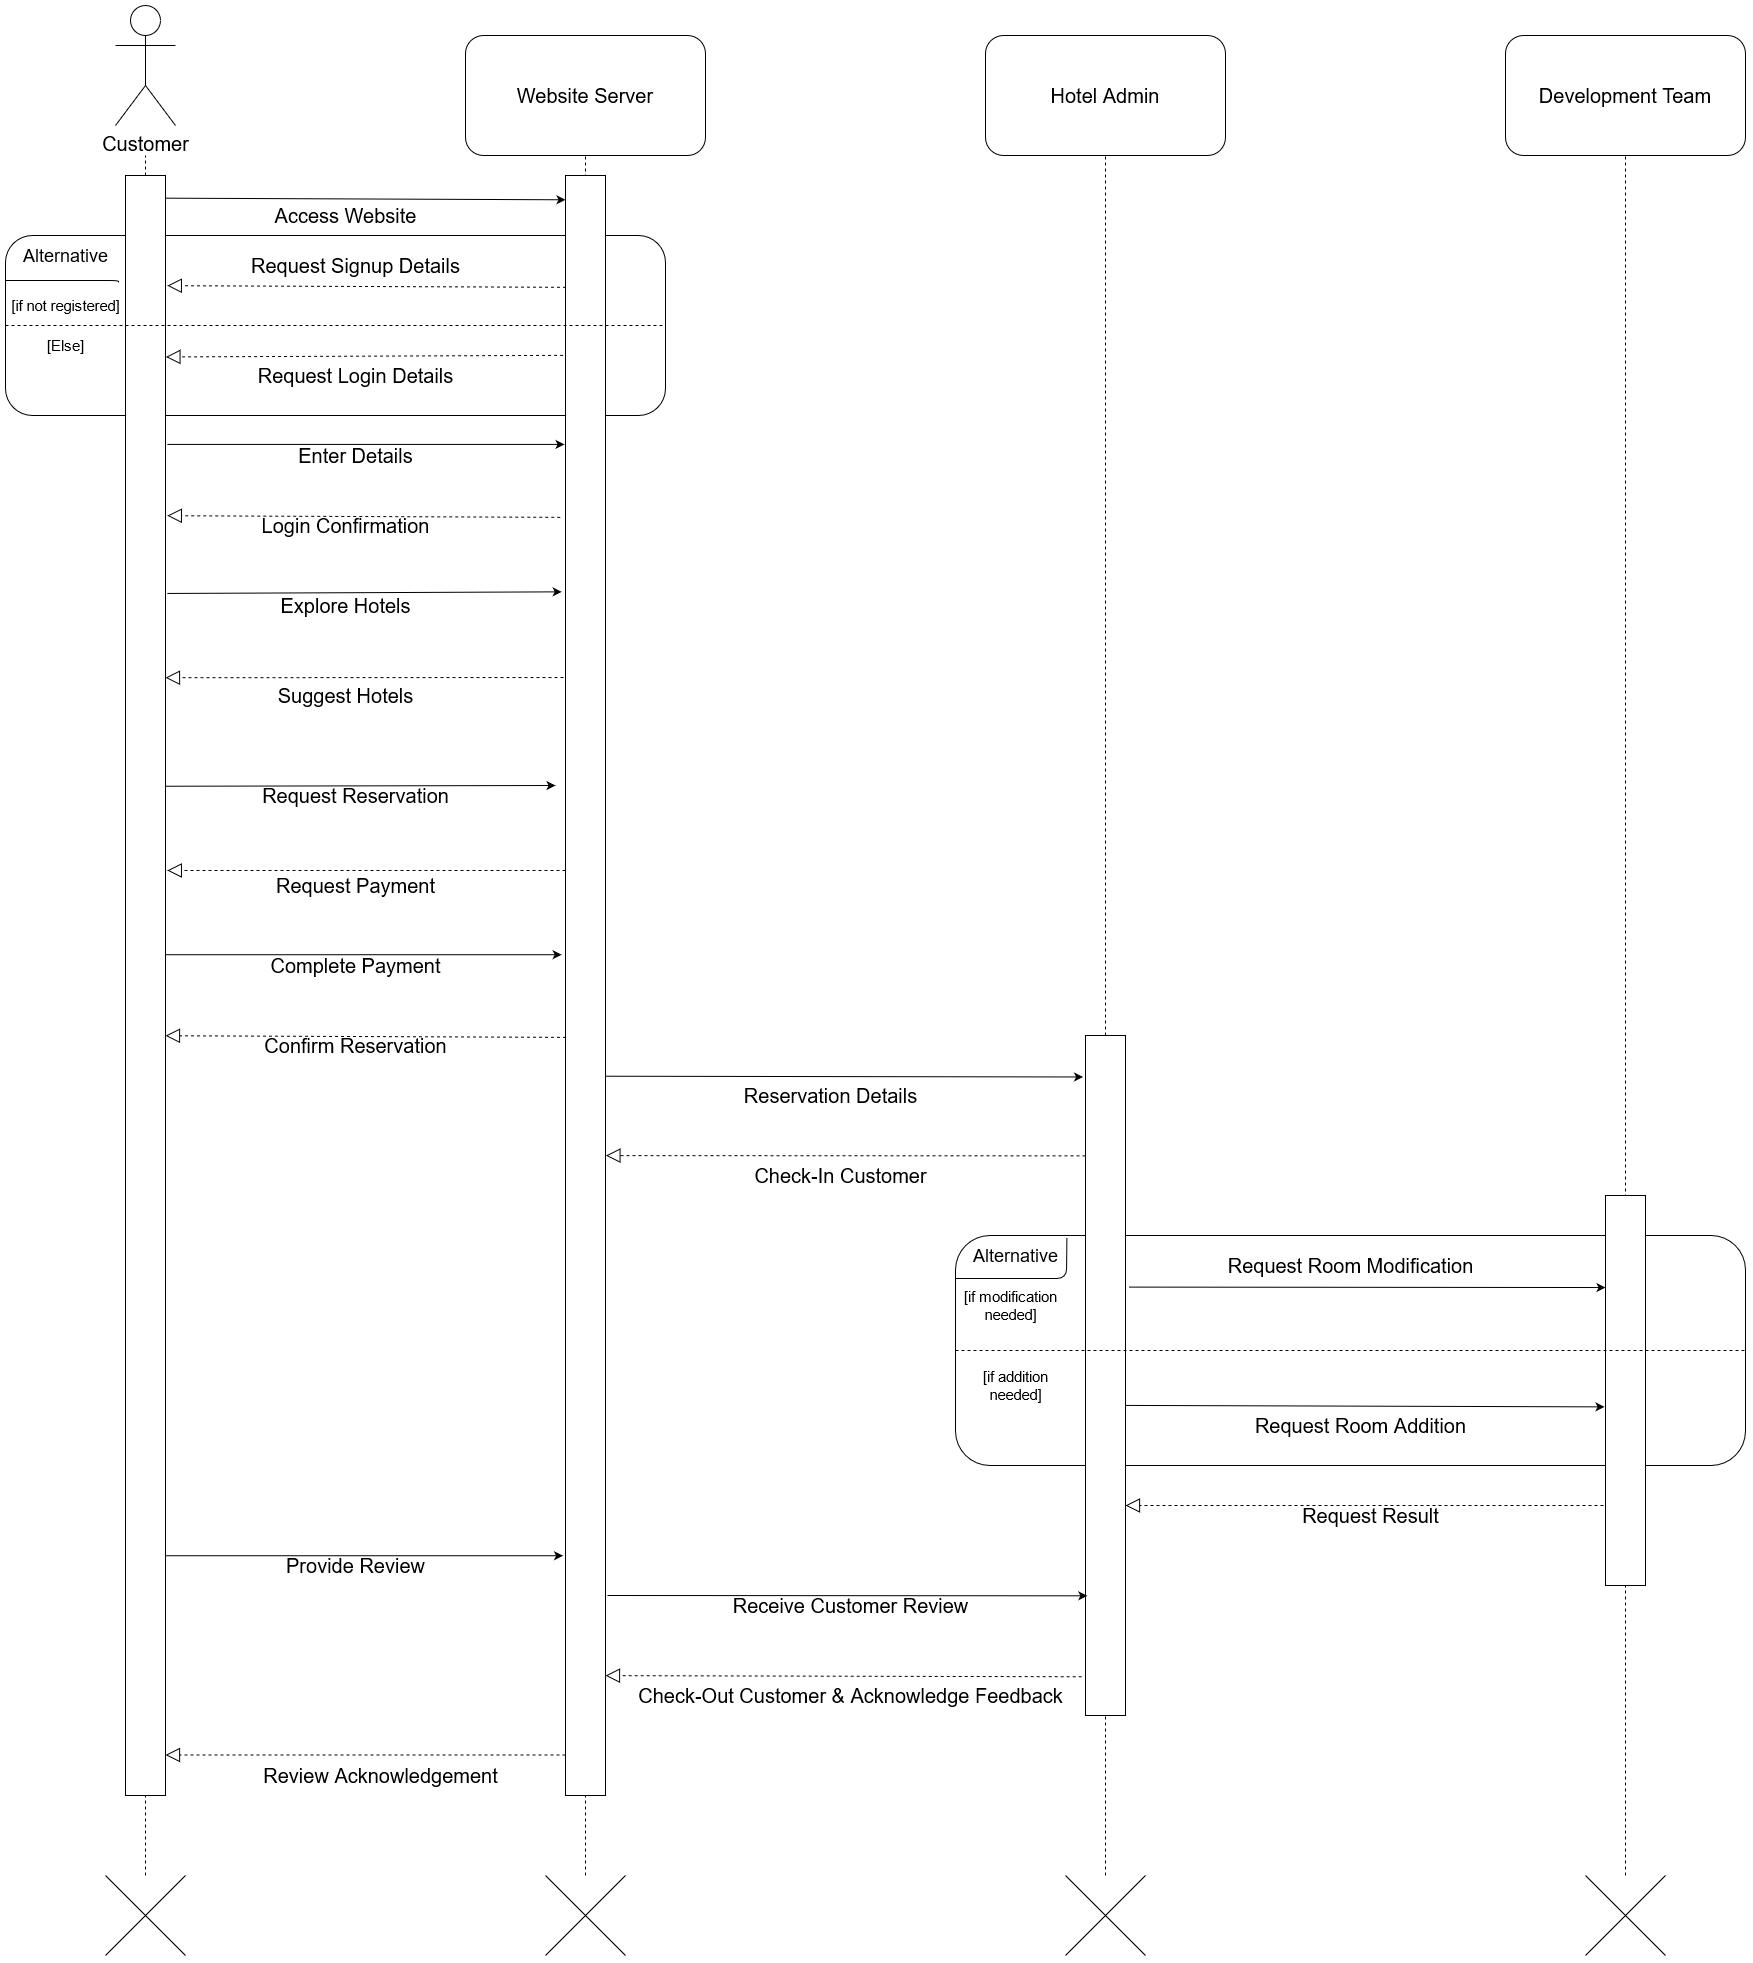 Customer
Website Server
Hotel Admin
Development Team
Access Website
Alternative
Request Signup Details
[if not registered]
[Else]
Request Login Details
Enter Details
Login Confirmation
Explore Hotels
Suggest Hotels
Request Reservation
Request Payment
Complete Payment
Confirm Reservation
Reservation Details
Check-In Customer
Alternative
Request Room Modification
[if modification
needed]
[if addition
needed]
Request Room Addition
Request Result
Provide Review
Receive Customer Review
Check-Out Customer & Acknowledge Feedback
Review Acknowledgement